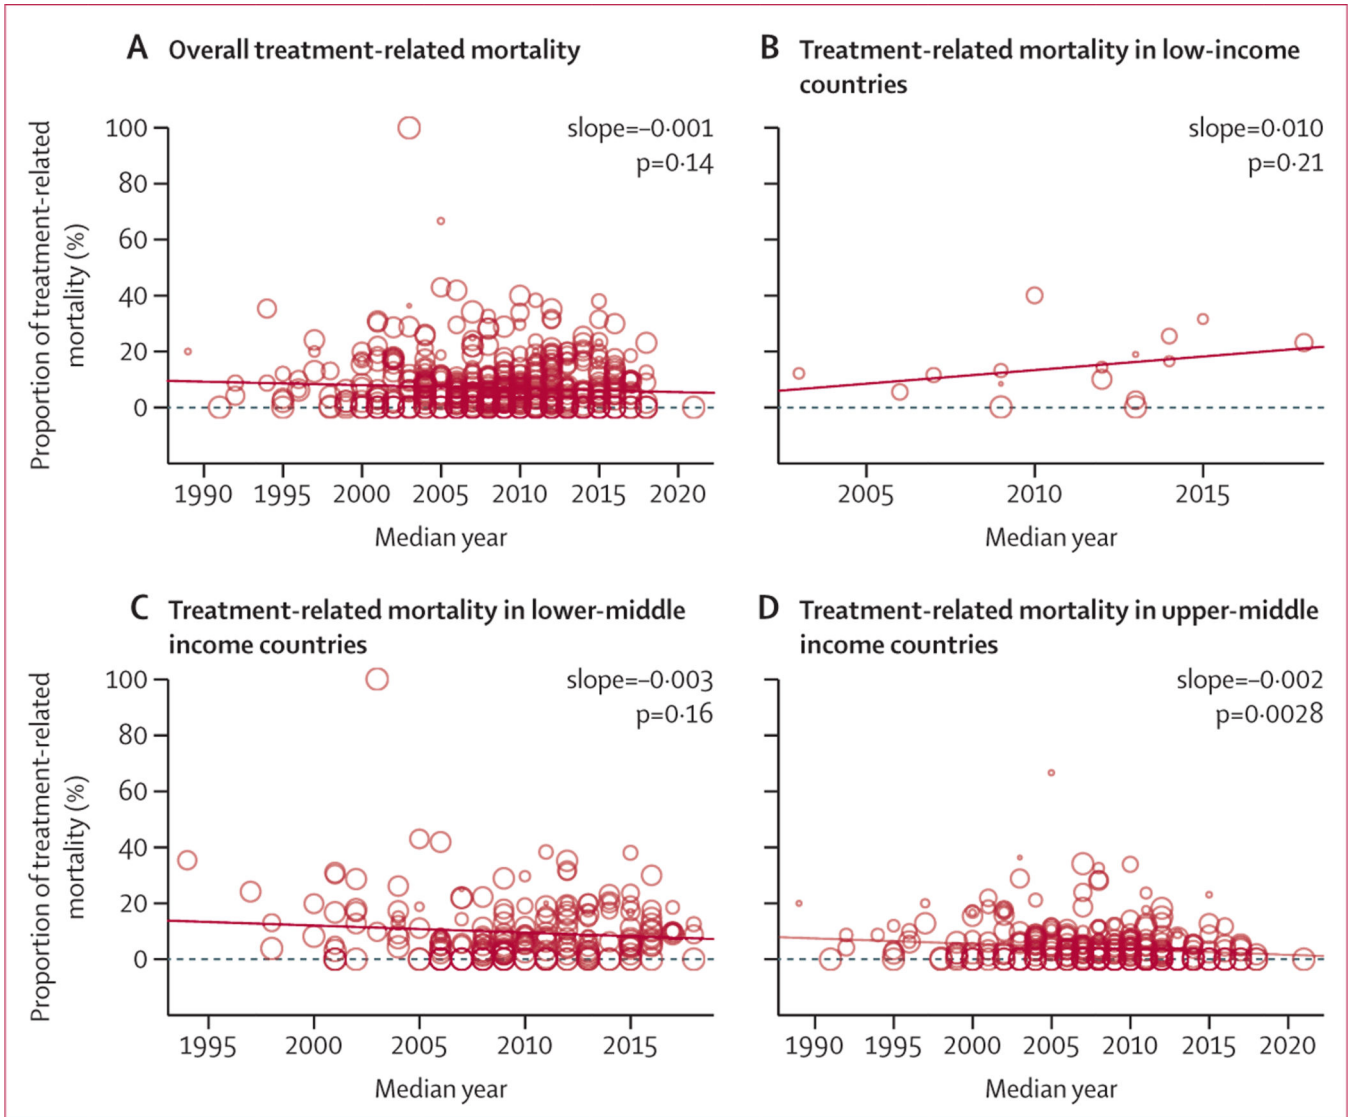 A Overall treatment-related mortality
slope=–0·001
p=0·14
Proportion of treatment-related
mortality (%)
100
80
60
40
20
0
1990 1995 2000 2005 2010 2015 2020
Median year
B Treatment-related mortality in low-income
countries
slope=0·010
p=0·21
2005 2010 2015
Median year
C Treatment-related mortality in lower-middle
income countries
slope=–0·003
p=0·16
Proportion of treatment-related
mortality (%)
100
80
60
40
20
0
1995 2000 2005 2010 2015
Median year
D Treatment-related mortality in upper-middle
income countries
slope=–0·002
p=0·0028
1990 1995 2000 2005 2010 2015 2020
Median year